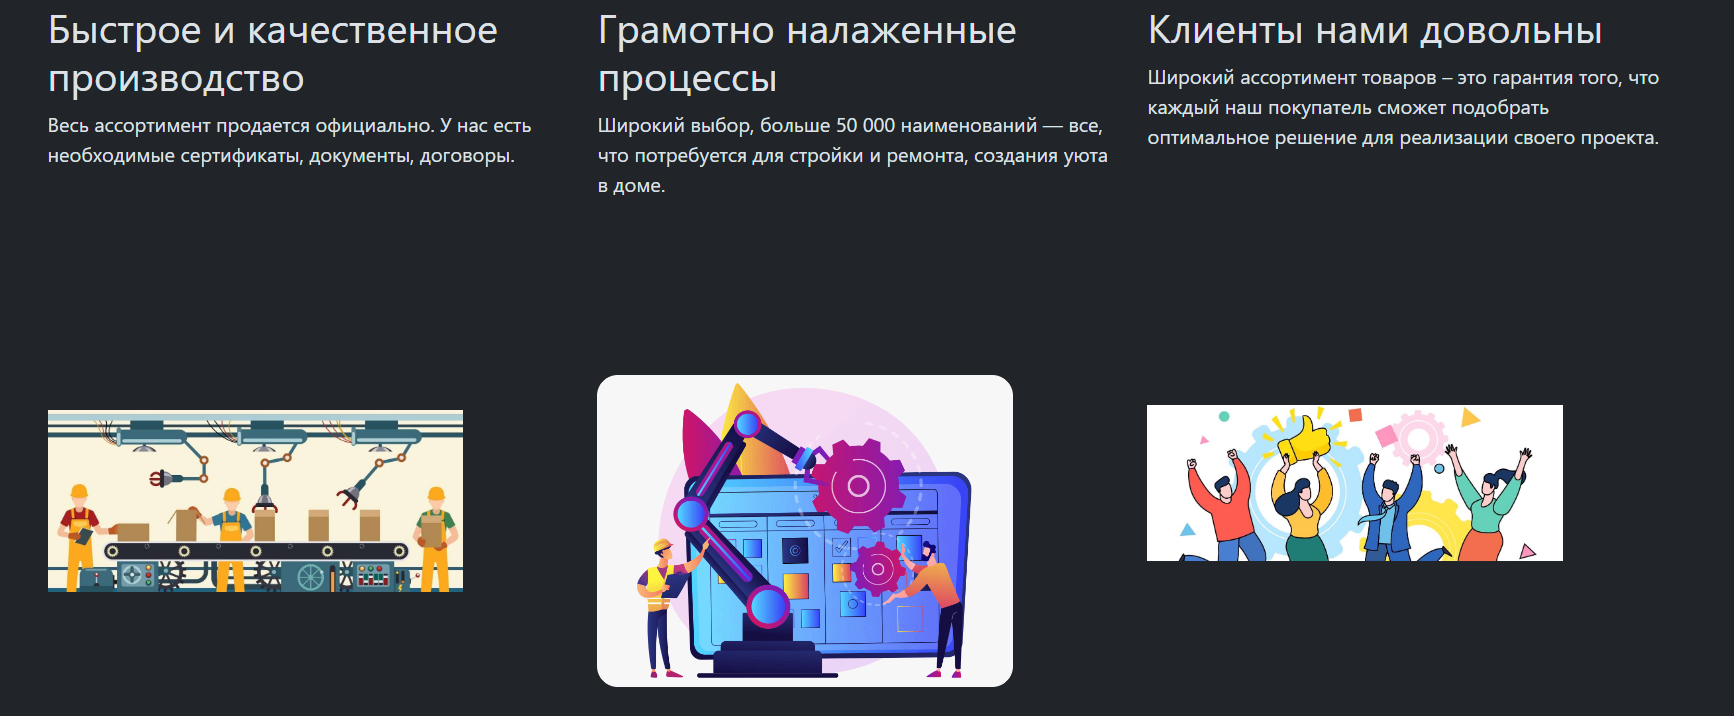 Быстрое и качественное
производство
Весь ассортимент продается официально. У нас есть
необходимые сертификаты, документы, договоры.
Грамотно налаженные
процессы
Широкий выбор, больше 50 000 наименований — все,
что потребуется для стройки и ремонта, создания уюта
в доме.
Клиенты нами довольны
Широкий ассортимент товаров – это гарантия того, что
каждый наш покупатель сможет подобрать
оптимальное решение для реализации своего проекта.